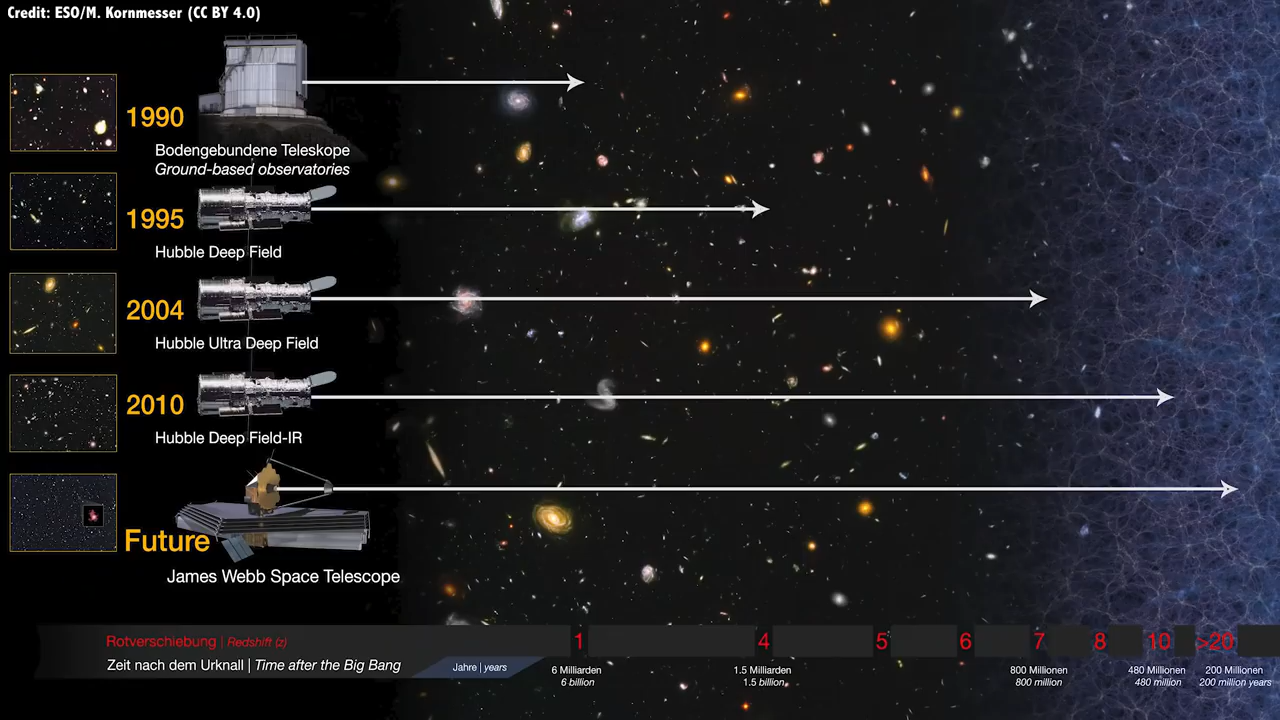 Credit: ESO/M. Kornmesser (CC BY 4.0)
1990
Bodengebundene Teleskope
Ground-based observatories
1995
Hubble Deep Field
2004
Hubble Ultra Deep Field
2010
Hubble Deep Field-IR
Future
James Webb Space Telescope
Rotverschiebung | Redshift (z) 1 4 5 6 7 8 10 >20
Zeit nach dem Urknall | Time after the Big Bang Jahre | years
6 Milliarden 1.5 Milliarden 800 Millionen 480 Millionen 200 Millionen
6 billion 1.5 billion 800 million 480 million 200 million years